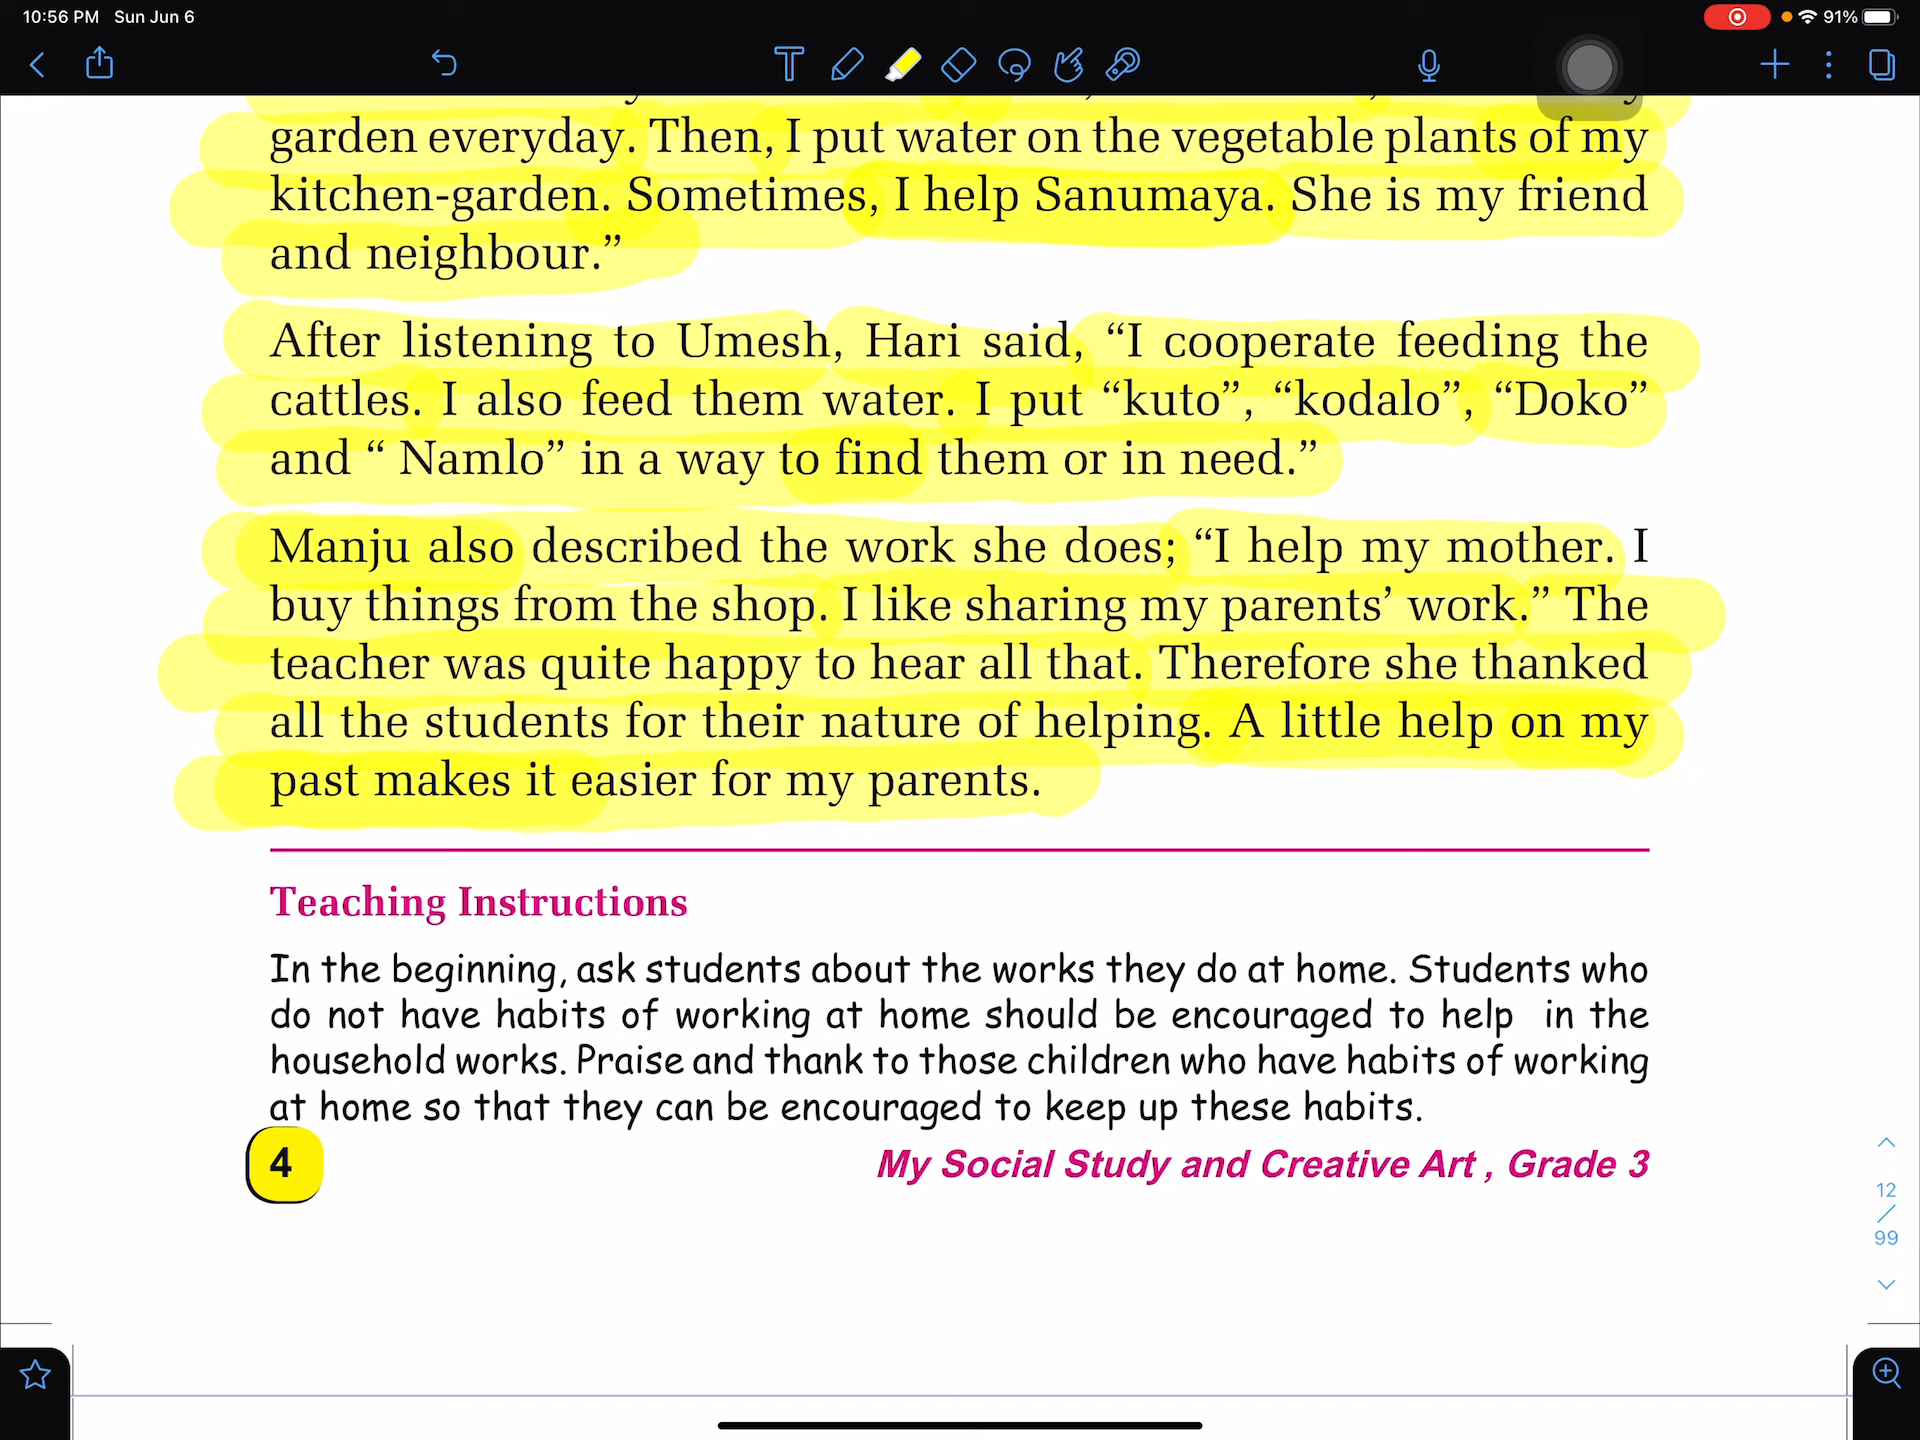 10:56 PM Sun Jun 6
91%
garden everyday. Then, I put water on the vegetable plants of my
kitchen-garden. Sometimes, I help Sanumaya. She is my friend
and neighbour.”
After listening to Umesh, Hari said, “I cooperate feeding the
cattles. I also feed them water. I put “kuto”, “kodalo”, “Doko”
and “ Namlo” in a way to find them or in need.”
Manju also described the work she does; “I help my mother. I
buy things from the shop. I like sharing my parents’ work.” The
teacher was quite happy to hear all that. Therefore she thanked
all the students for their nature of helping. A little help on my
past makes it easier for my parents.
Teaching Instructions
In the beginning, ask students about the works they do at home. Students who
do not have habits of working at home should be encouraged to help in the
household works. Praise and thank to those children who have habits of working
at home so that they can be encouraged to keep up these habits.
4
My Social Study and Creative Art , Grade 3
12
/
99